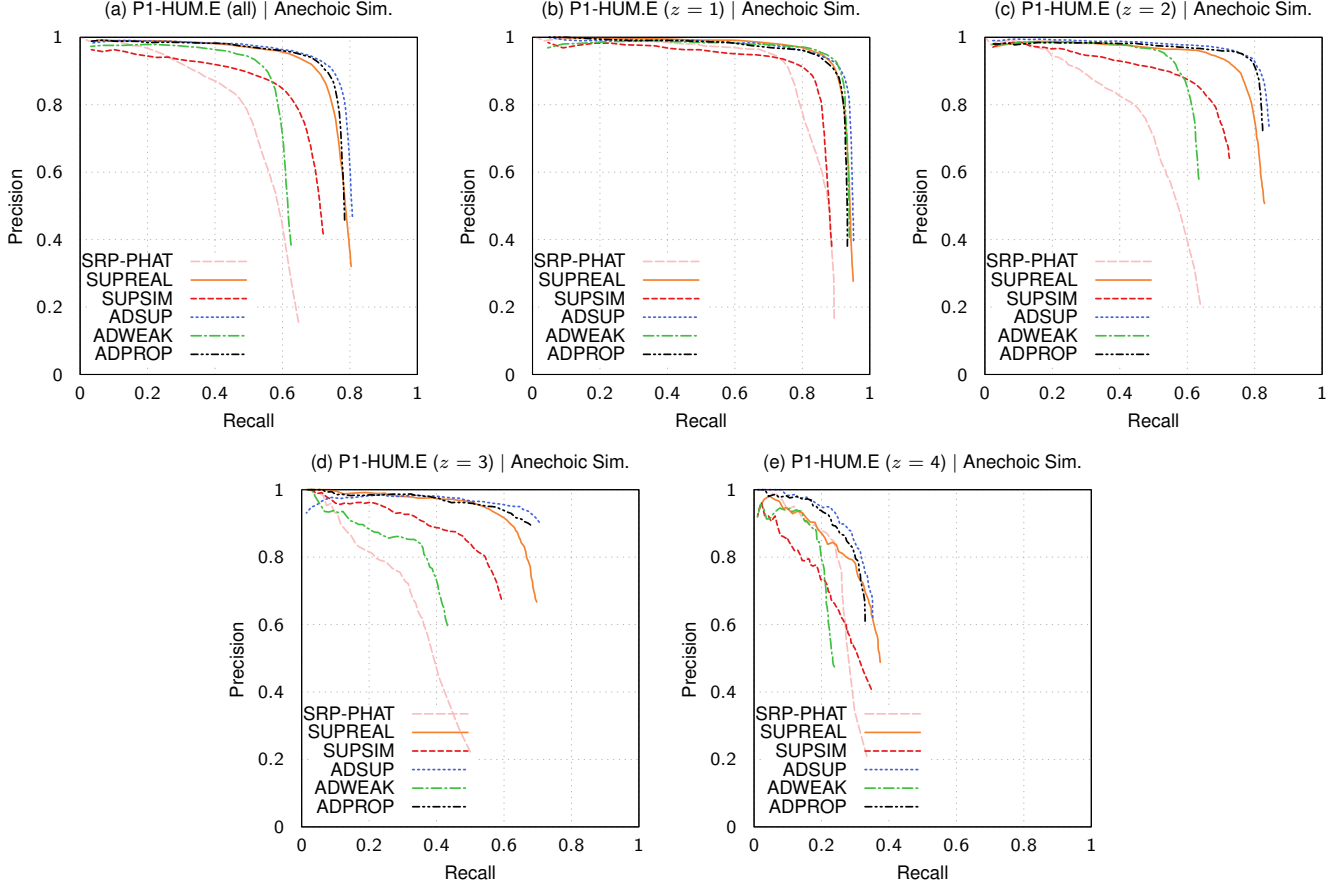 (a) P1-HUM.E (all) | Anechoic Sim.
Precision
1
0.8
0.6
0.4
0.2
0
SRP-PHAT
SUPREAL
SUPSIM
ADSUP
ADWEAK
ADPROP
0 0.2 0.4 0.6 0.8 1
Recall
(b) P1-HUM.E (z = 1) | Anechoic Sim.
Precision
1
0.8
0.6
0.4
0.2
0
SRP-PHAT
SUPREAL
SUPSIM
ADSUP
ADWEAK
ADPROP
0 0.2 0.4 0.6 0.8 1
Recall
(c) P1-HUM.E (z = 2) | Anechoic Sim.
Precision
1
0.8
0.6
0.4
0.2
0
SRP-PHAT
SUPREAL
SUPSIM
ADSUP
ADWEAK
ADPROP
0 0.2 0.4 0.6 0.8 1
Recall
(d) P1-HUM.E (z = 3) | Anechoic Sim.
Precision
1
0.8
0.6
0.4
0.2
0
SRP-PHAT
SUPREAL
SUPSIM
ADSUP
ADWEAK
ADPROP
0 0.2 0.4 0.6 0.8 1
Recall
(e) P1-HUM.E (z = 4) | Anechoic Sim.
Precision
1
0.8
0.6
0.4
0.2
0
SRP-PHAT
SUPREAL
SUPSIM
ADSUP
ADWEAK
ADPROP
0 0.2 0.4 0.6 0.8 1
Recall